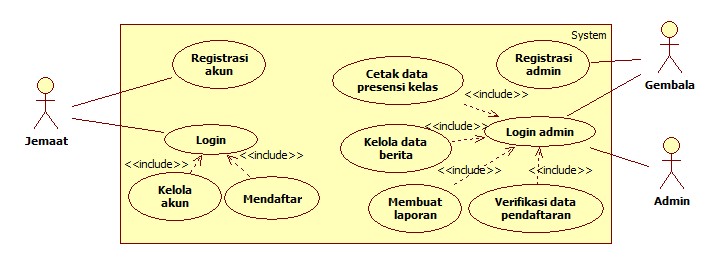 System
Registrasi
akun
Registrasi
admin
Cetak data
presensi kelas
Gembala
<<include>>
Jemaat
Login
Login admin
<<include>>
Kelola data
berita
<<include>>
<<include>>
<<include>>
<<include>>
Kelola
akun
Mendaftar
Membuat
laporan
Verifikasi data
pendaftaran
Admin